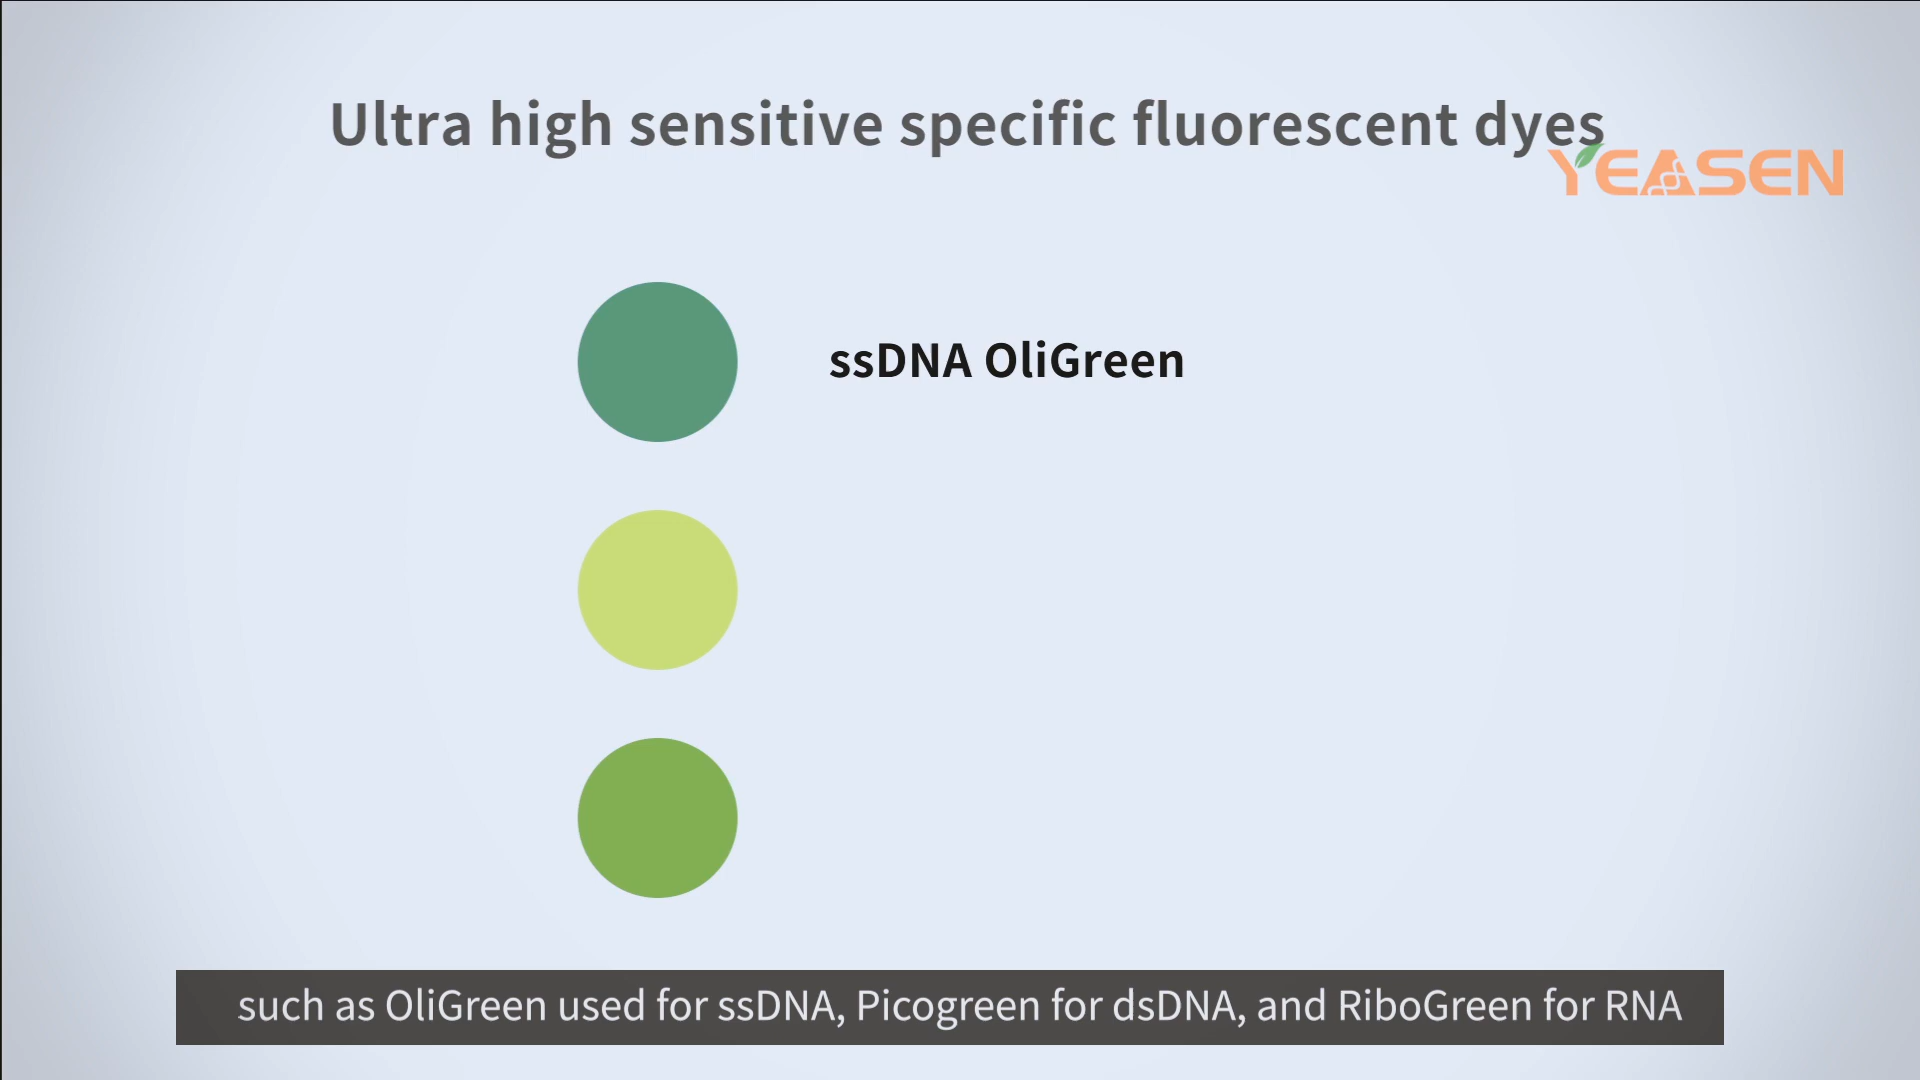 Ultra high sensitive specific fluorescent dyes
YEASEN
ssDNA OliGreen
such as OliGreen used for ssDNA, Picogreen for dsDNA, and RiboGreen for RNA